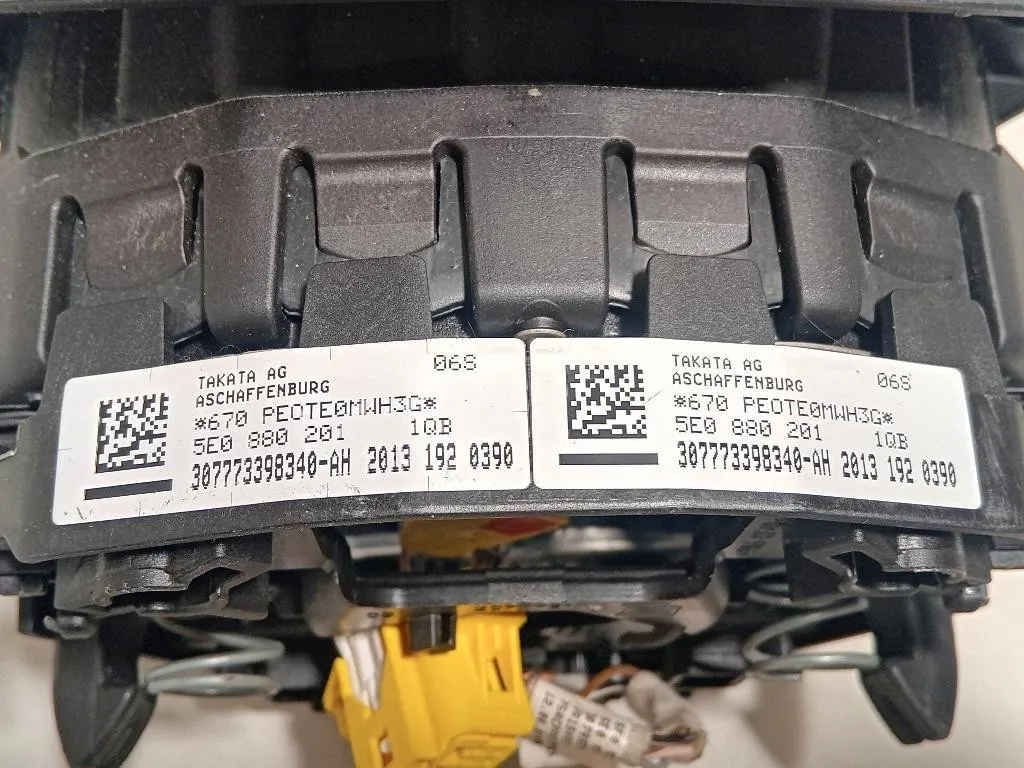 TAKATA AG 06S
ASCHAFFENBURG
*670 PEOTE0MWH3G*
5E0 880 201 1QB
307773398340-AH 2013 192 0390
TAKATA AG 06S
ASCHAFFENBURG
*670 PEOTE0MWH3G*
5E0 880 201 1QB
307773398340-AH 2013 192 0390